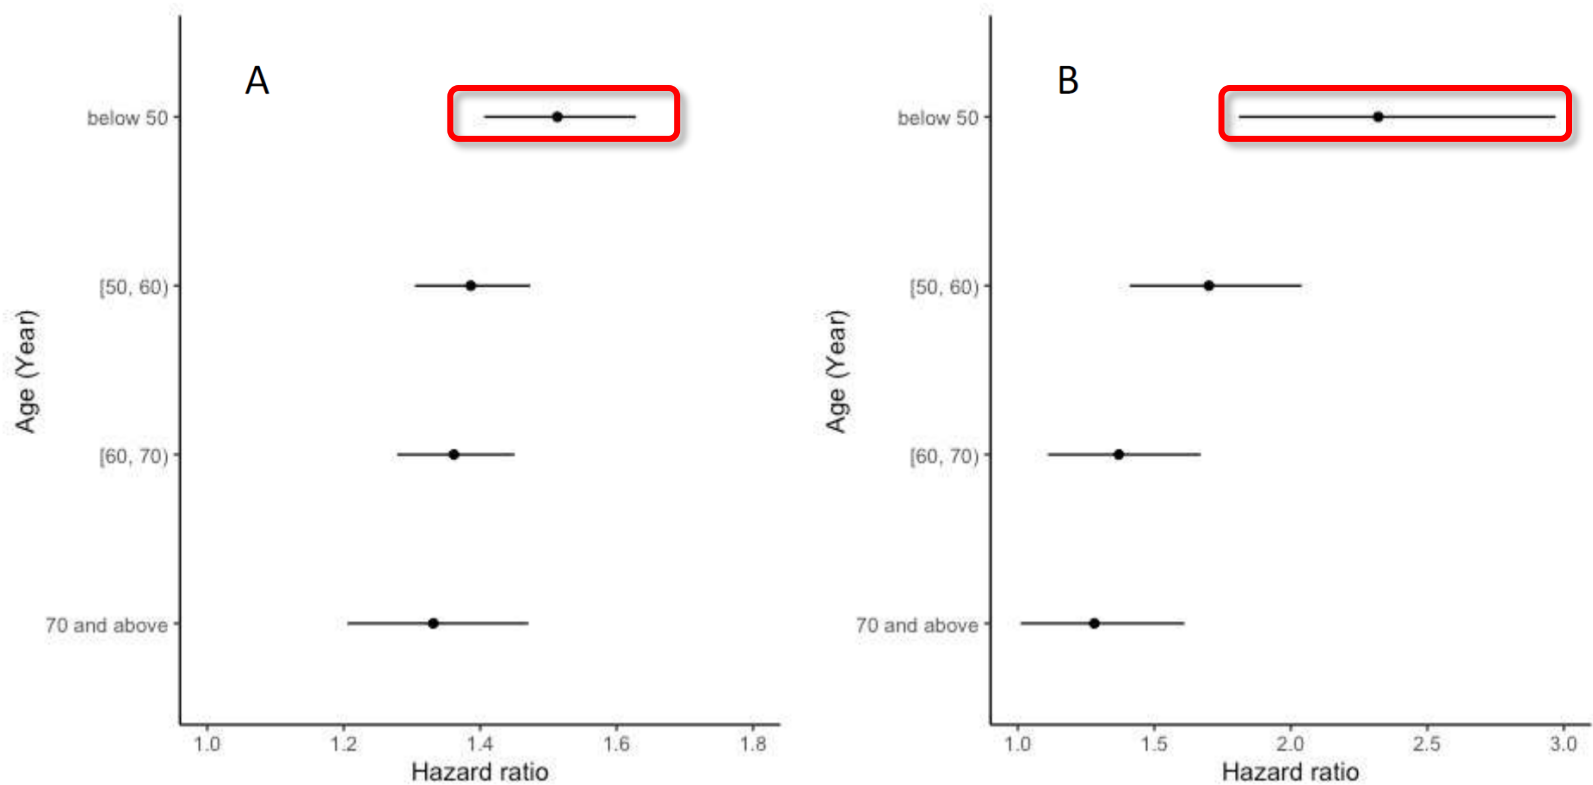 A
below 50
[50, 60)
[60, 70)
70 and above
Age (Year)
1.0 1.2 1.4 1.6 1.8
Hazard ratio
B
below 50
[50, 60)
[60, 70)
70 and above
Age (Year)
1.0 1.5 2.0 2.5 3.0
Hazard ratio